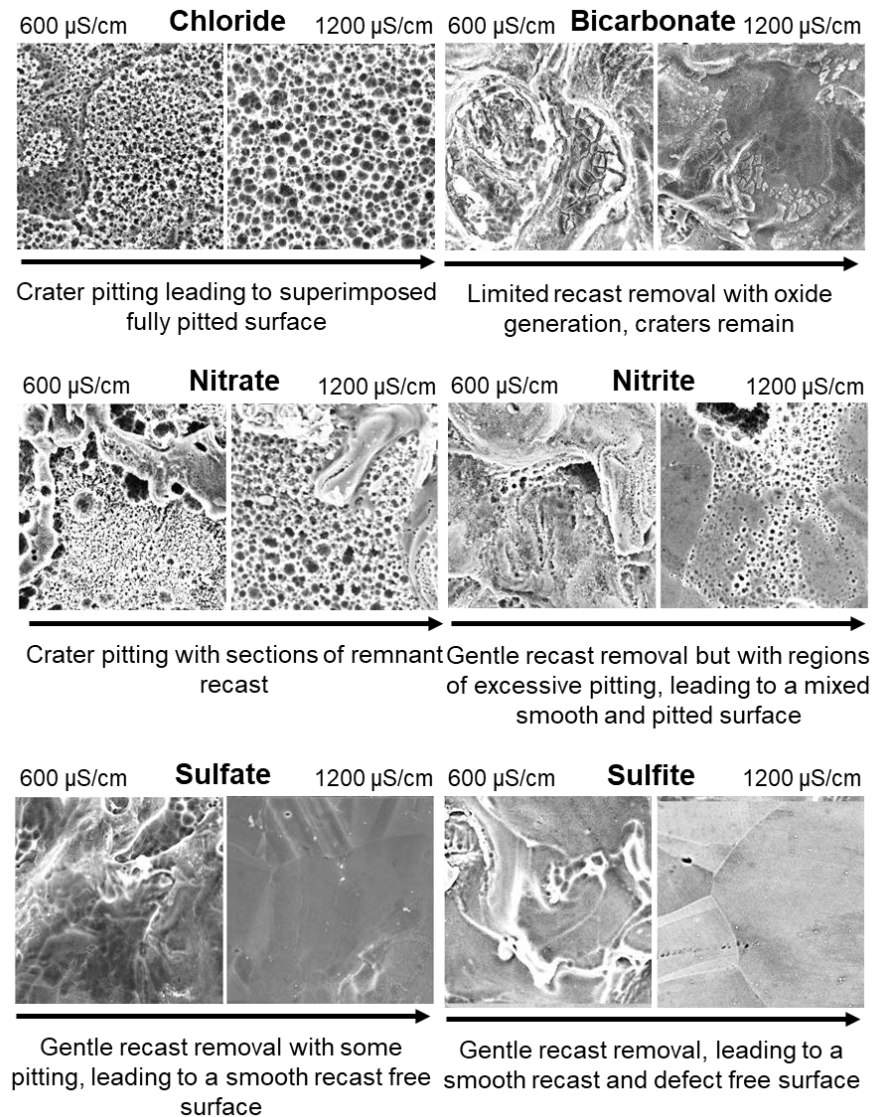 600 µS/cm Chloride 1200 µS/cm
Crater pitting leading to superimposed
fully pitted surface
600 µS/cm Bicarbonate 1200 µS/cm
Limited recast removal with oxide
generation, craters remain
600 µS/cm Nitrate 1200 µS/cm
Crater pitting with sections of remnant
recast
600 µS/cm Nitrite 1200 µS/cm
Gentle recast removal but with regions
of excessive pitting, leading to a mixed
smooth and pitted surface
600 µS/cm Sulfate 1200 µS/cm
Gentle recast removal with some
pitting, leading to a smooth recast free
surface
600 µS/cm Sulfite 1200 µS/cm
Gentle recast removal, leading to a
smooth recast and defect free surface